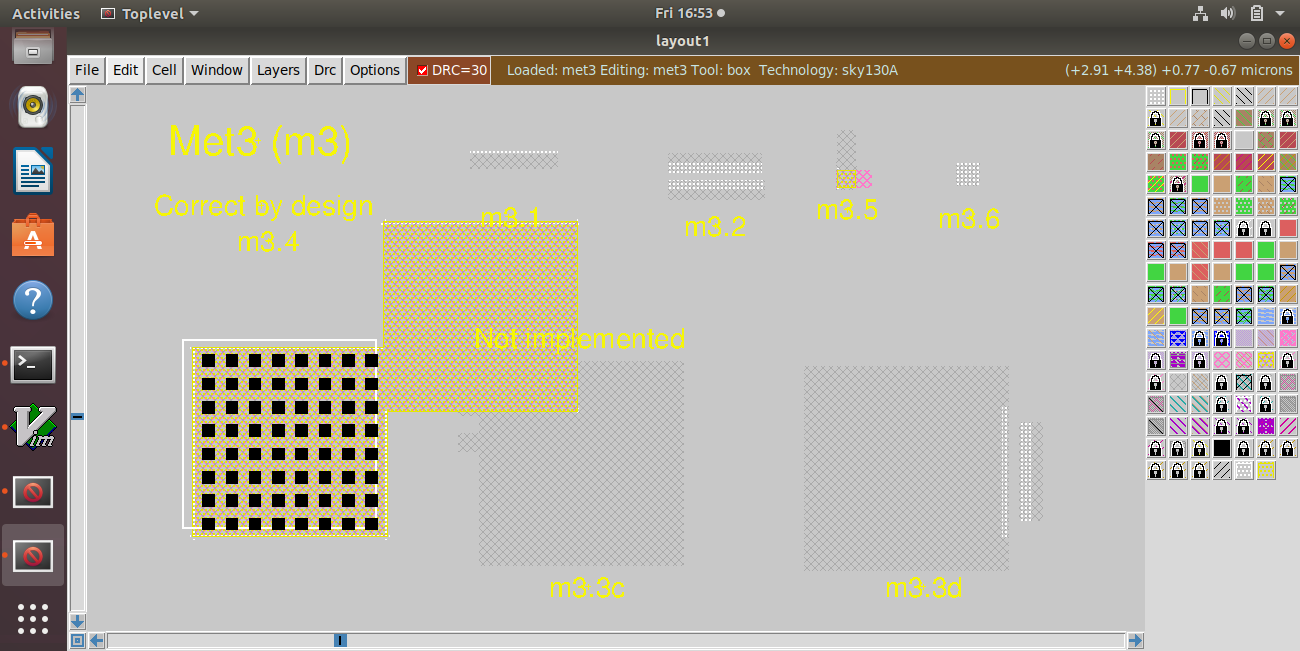 Activities Toplevel Fri 16:53
layout1
File Edit Cell Window Layers Drc Options DRC=30 Loaded: met3 Editing: met3 Tool: box Technology: sky130A (+2.91 +4.38) +0.77 -0.67 microns
Met3 (m3)
Correct by design
m3.4
m3.1
m3.2
m3.5
m3.6
Not implemented
m3.3c
m3.3d